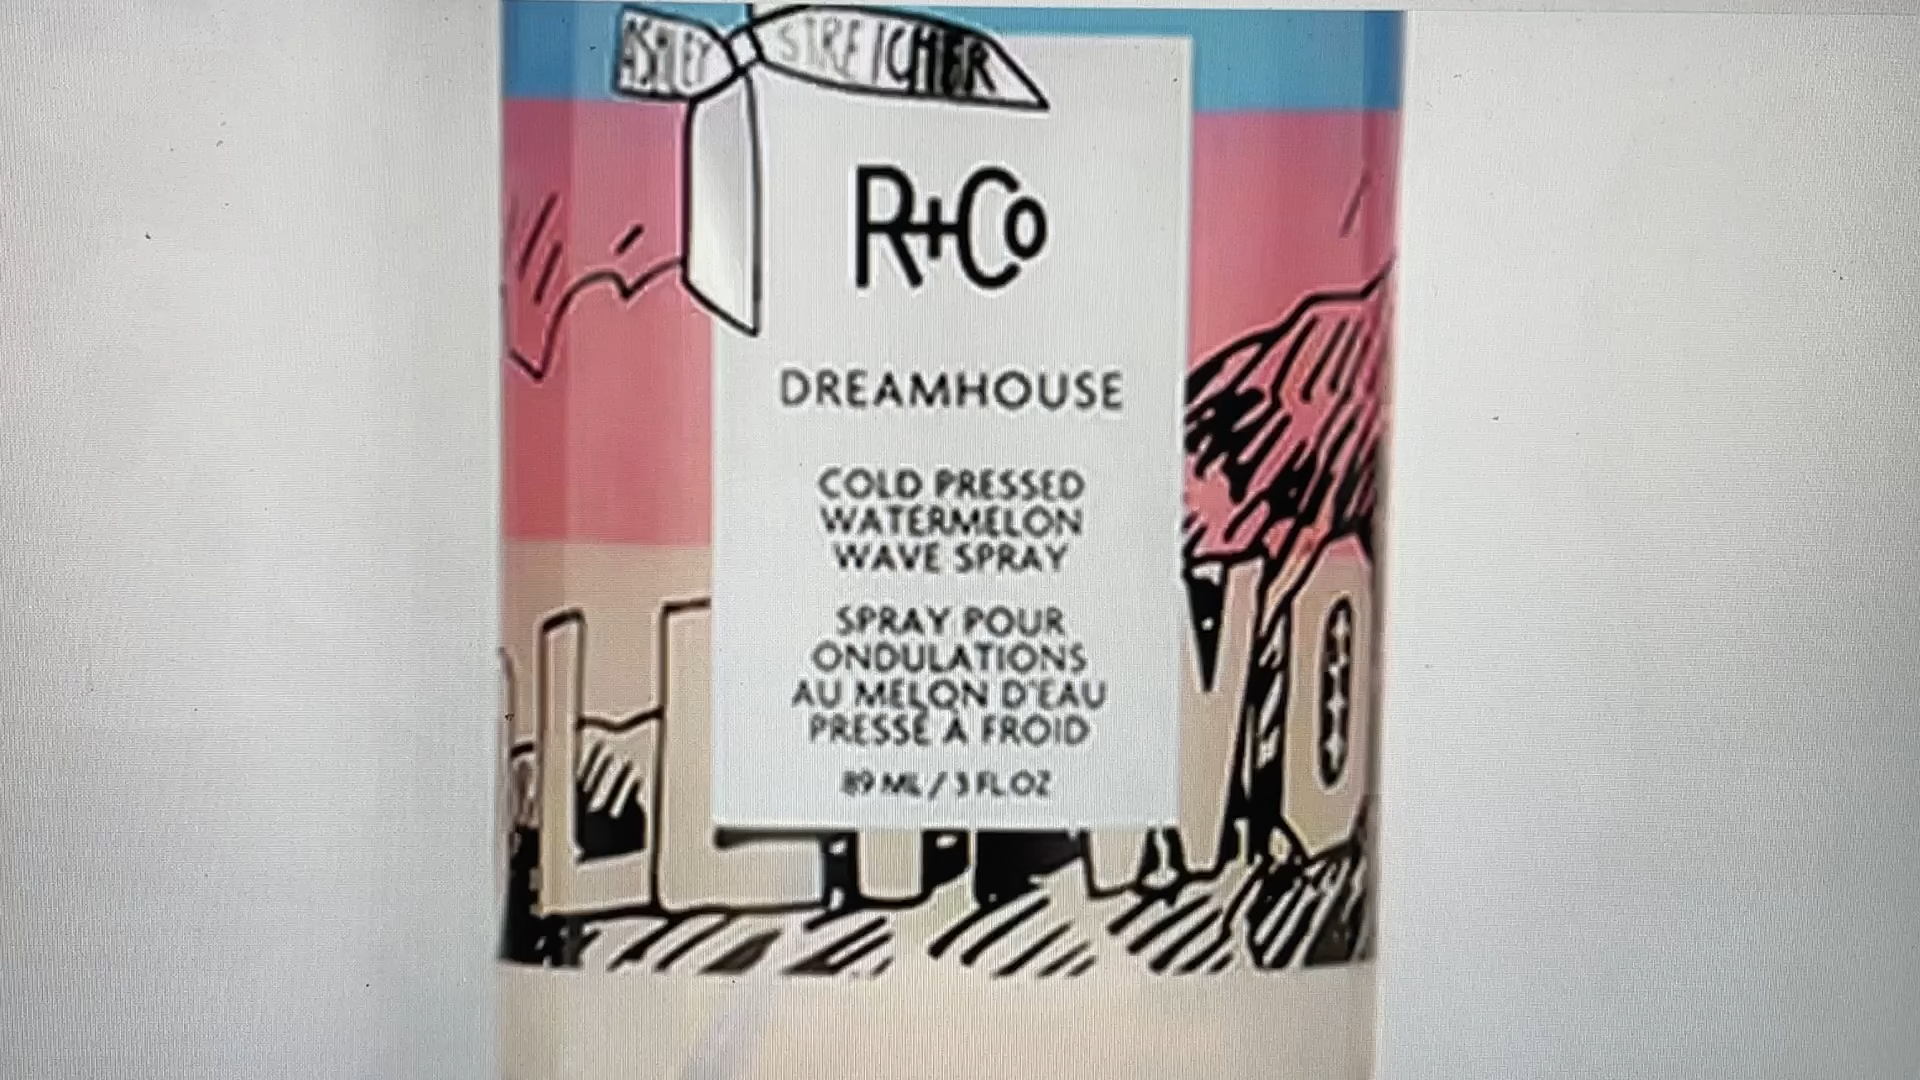 ASHLEY STREICHER
R+Co
DREAMHOUSE
COLD PRESSED
WATERMELON
WAVE SPRAY
SPRAY POUR
ONDULATIONS
AU MELON D'EAU
PRESSÉ À FROID
89 ML / 3 FL OZ